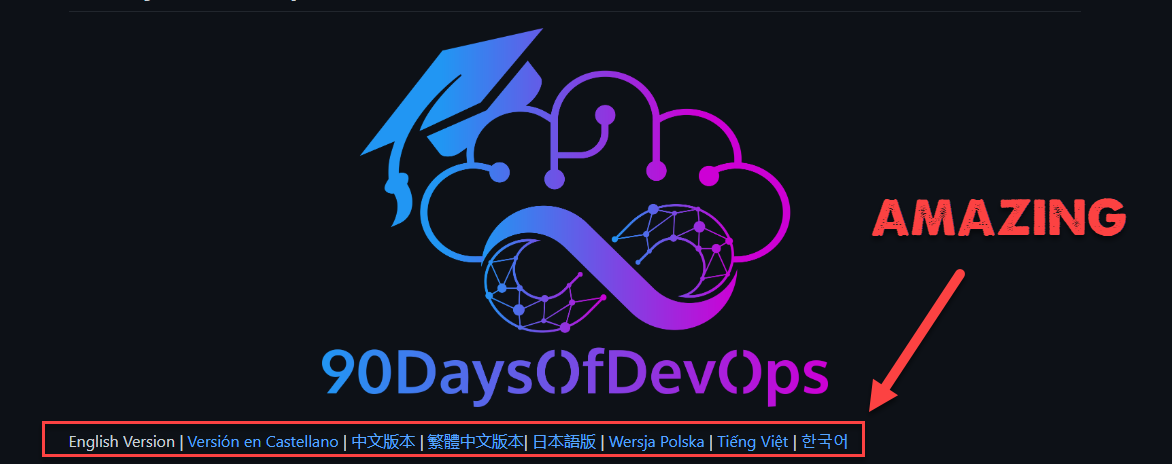 AMAZING
90DaysOfDevOps
English Version | Versión en Castellano | 中文版本 | 繁體中文版本| 日本語版 | Wersja Polska | Tiếng Việt | 한국어